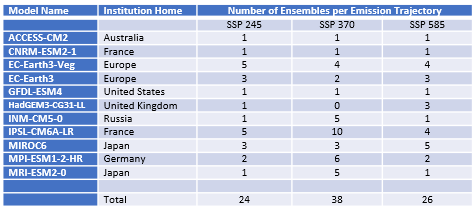 Model Name Institution Home Number of Ensembles per Emission Trajectory
SSP 245 SSP 370 SSP 585
ACCESS-CM2 Australia 1 1 1
CNRM-ESM2-1 France 1 1 1
EC-Earth3-Veg Europe 5 4 4
EC-Earth3 Europe 3 2 3
GFDL-ESM4 United States 1 1 1
HadGEM3-CG31-LL United Kingdom 1 0 3
INM-CM5-0 Russia 1 5 1
IPSL-CM6A-LR France 5 10 4
MIROC6 Japan 3 3 5
MPI-ESM1-2-HR Germany 2 6 2
MRI-ESM2-0 Japan 1 5 1
Total 24 38 26